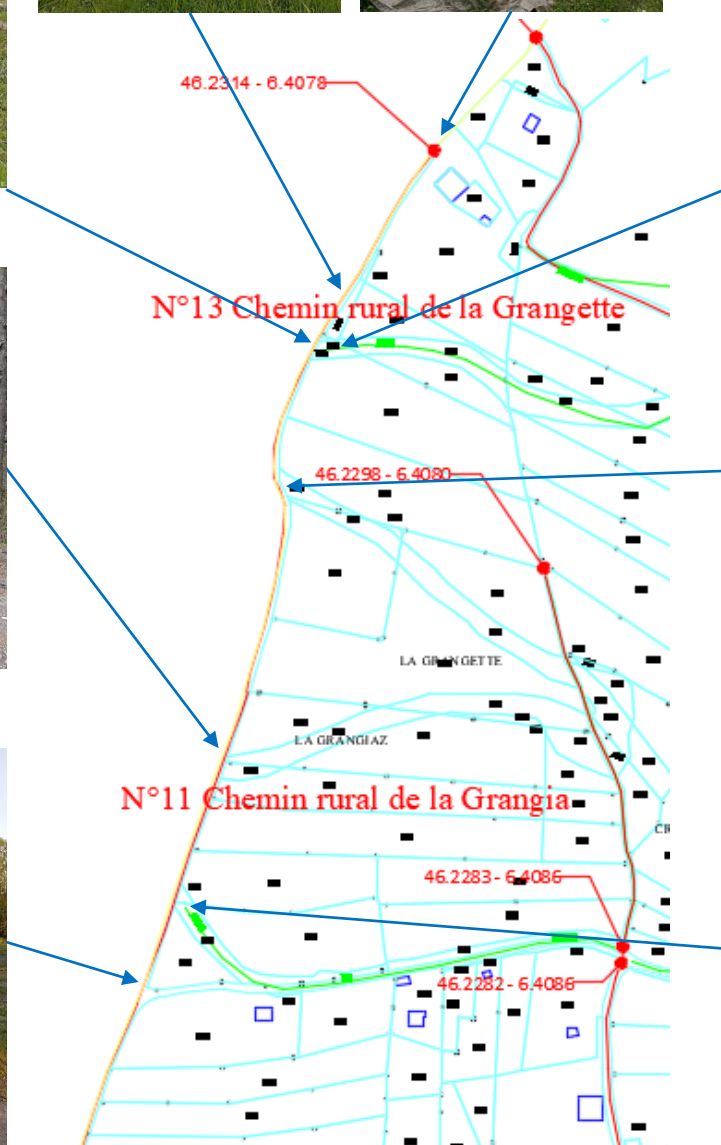 46.2314 - 6.4078
N°13 Chemin rural de la Grangette
46.2298 - 6.4080
LA GRANGETTE
LA GRANGIAZ
N°11 Chemin rural de la Grangia
CR
46.2283 - 6.4086
46.2282 - 6.4086